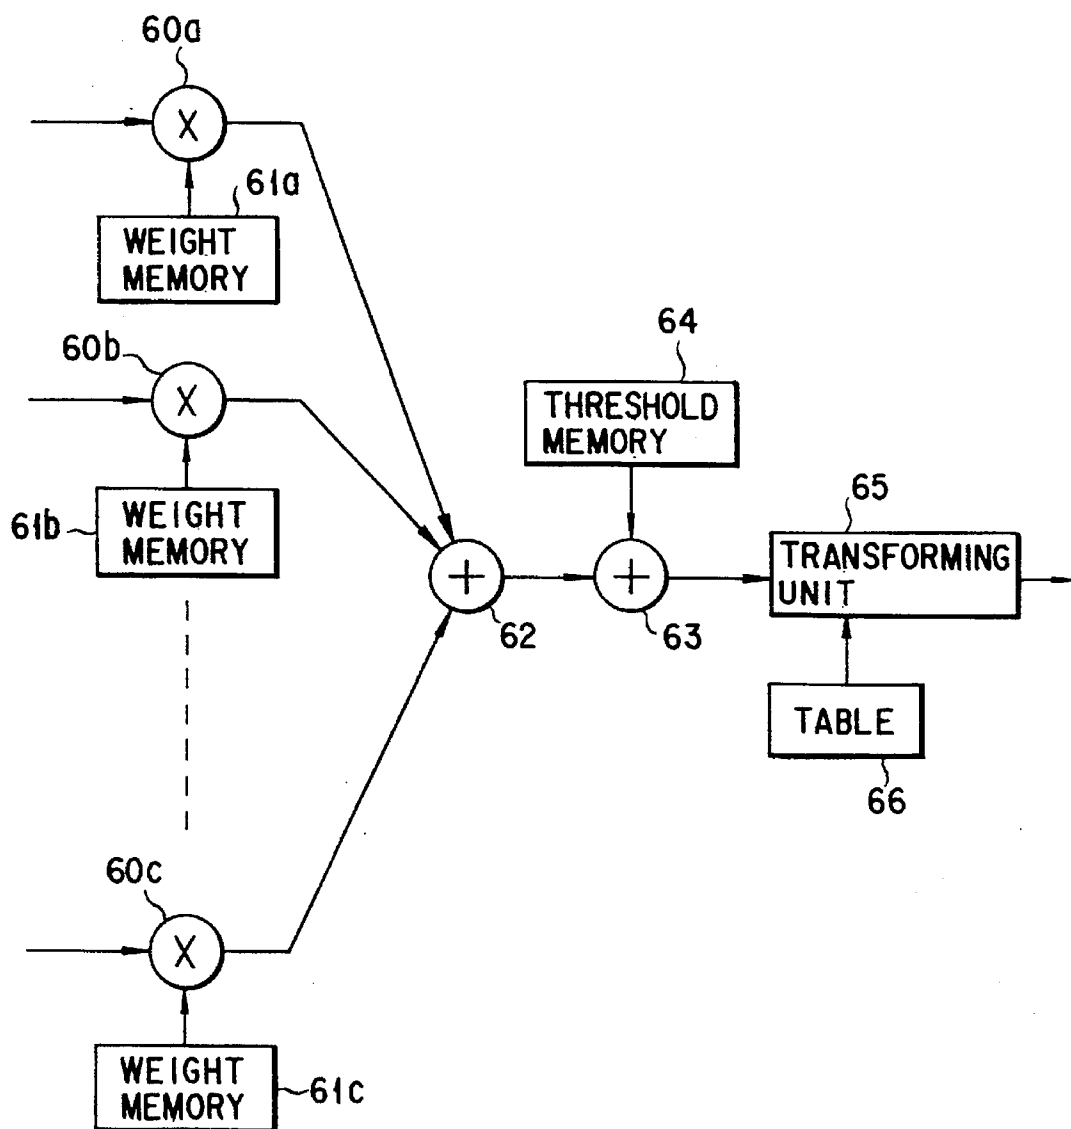 60a
X
61a
WEIGHT
MEMORY
60b
X
64
THRESHOLD
MEMORY
61b
WEIGHT
MEMORY
65
+
+
TRANSFORMING
UNIT
62
63
TABLE
66
60c
X
WEIGHT
MEMORY
61c